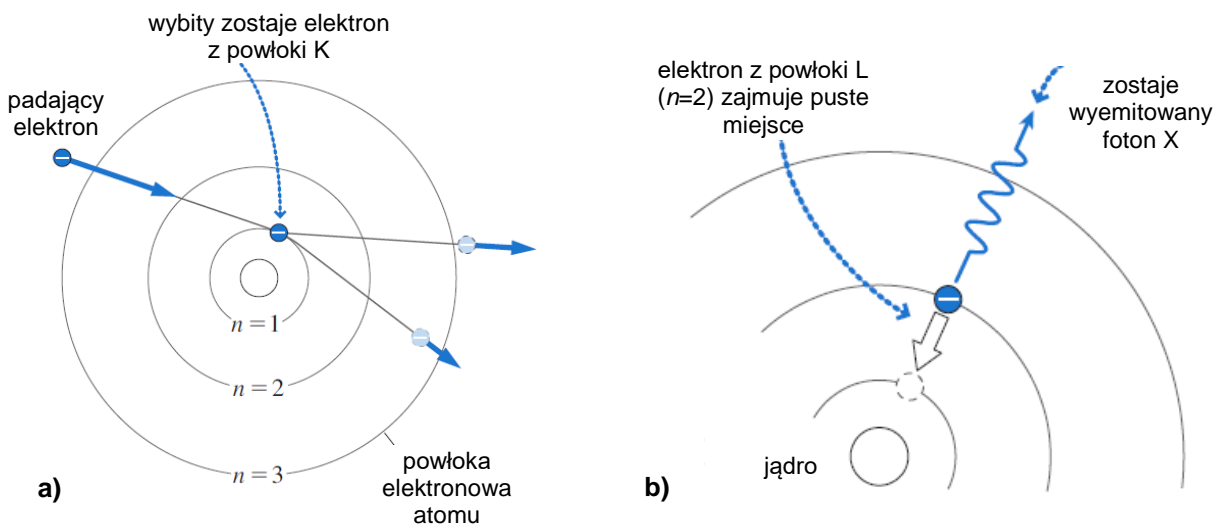 wybity zostaje elektron
z powłoki K
padający
elektron
n = 1
n = 2
n = 3
powłoka
elektronowa
atomu
a)
elektron z powłoki L
(n=2) zajmuje puste
miejsce
zostaje
wyemitowany
foton X
jądro
b)